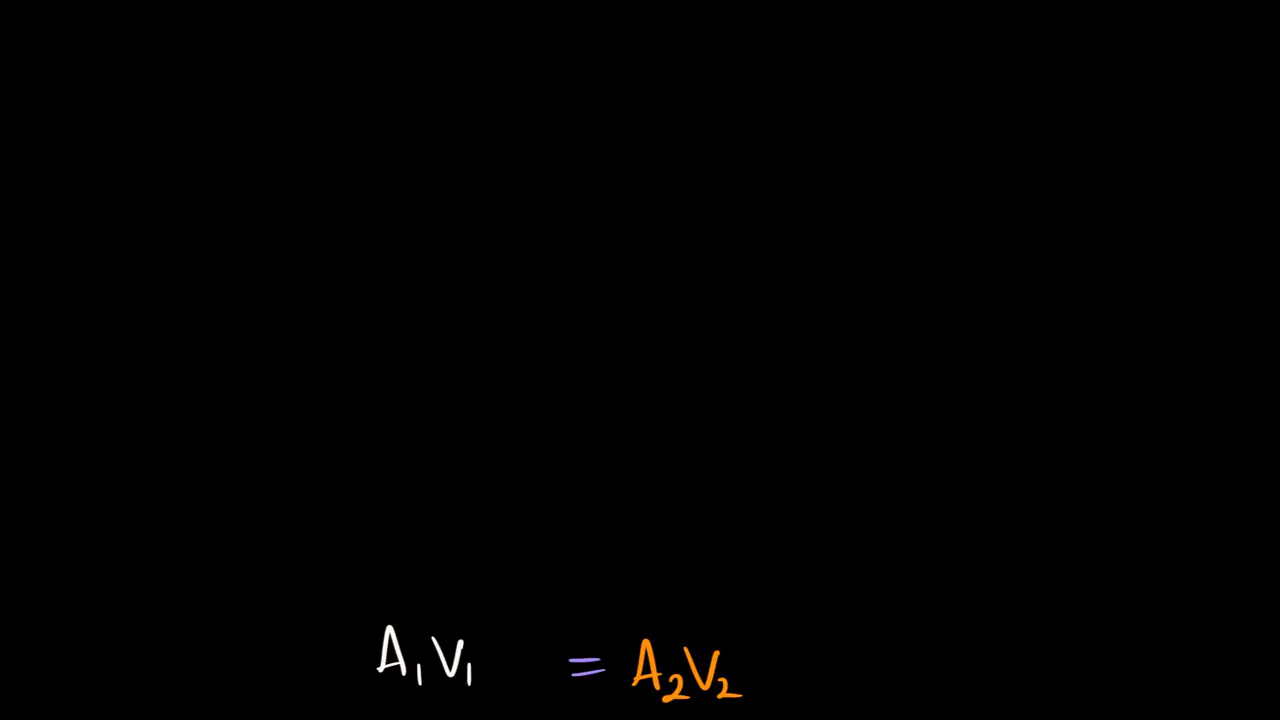 A₁V₁ = A₂V₂